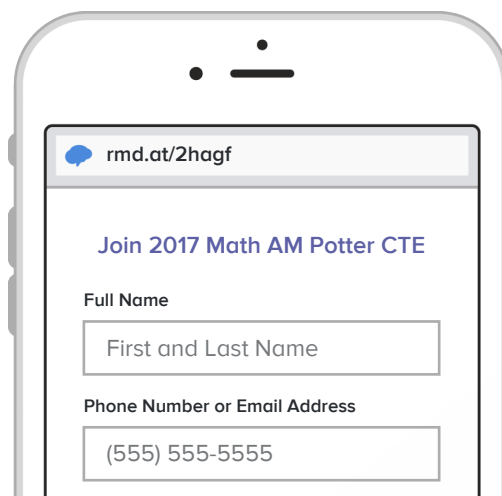 rmd.at/2hagf
Join 2017 Math AM Potter CTE
Full Name
First and Last Name
Phone Number or Email Address
(555) 555-5555